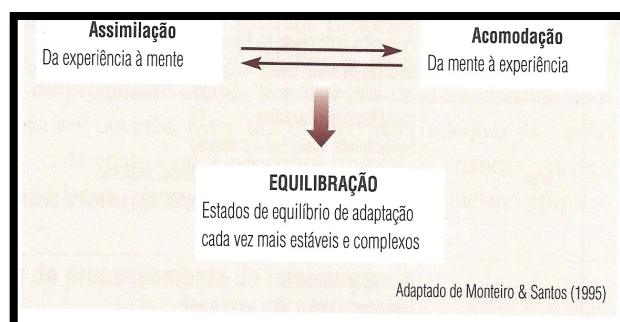 Assimilação
Da experiência à mente
Acomodação
Da mente à experiência
EQUILIBRAÇÃO
Estados de equilíbrio de adaptação
cada vez mais estáveis e complexos
Adaptado de Monteiro & Santos (1995)